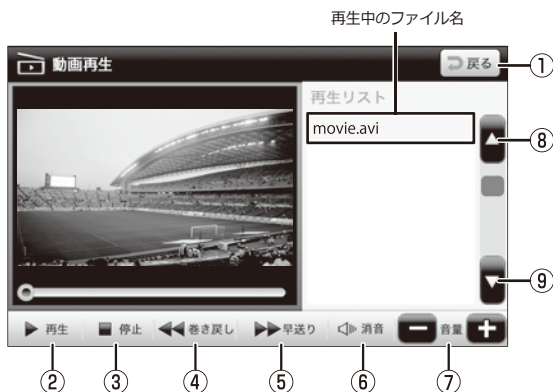 再生中のファイル名
動画再生
戻る
①
再生リスト
movie.avi
⑧
⑨
再生
停止
巻き戻し
早送り
消音
音量
②
③
④
⑤
⑥
⑦